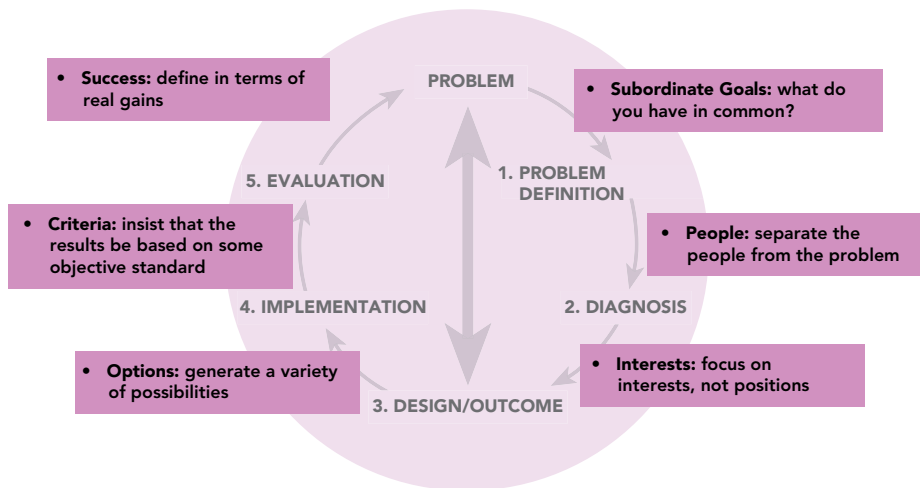 PROBLEM
• Subordinate Goals: what do
you have in common?
1. PROBLEM
DEFINITION
• People: separate the
people from the problem
2. DIAGNOSIS
• Interests: focus on
interests, not positions
3. DESIGN/OUTCOME
• Options: generate a variety
of possibilities
4. IMPLEMENTATION
• Criteria: insist that the
results be based on some
objective standard
5. EVALUATION
• Success: define in terms of
real gains